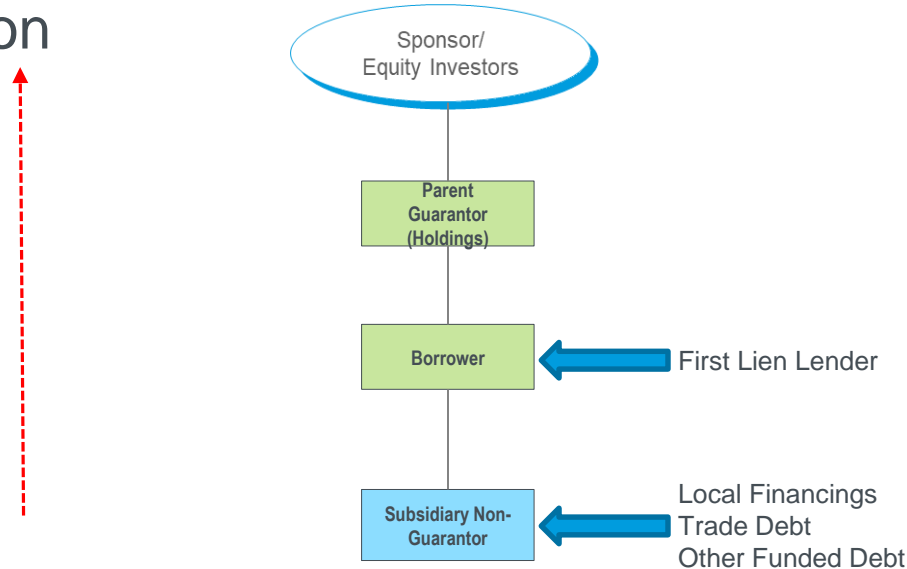 on
Sponsor/
Equity Investors
Parent
Guarantor
(Holdings)
Borrower
First Lien Lender
Subsidiary Non-
Guarantor
Local Financings
Trade Debt
Other Funded Debt